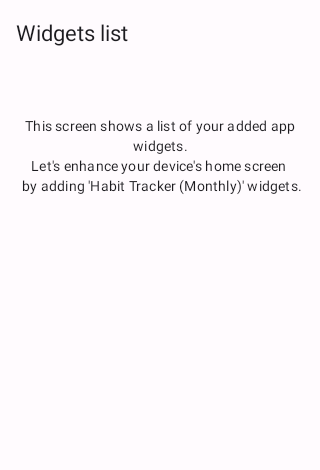 Widgets list
This screen shows a list of your added app
widgets.
Let's enhance your device's home screen
by adding 'Habit Tracker (Monthly)' widgets.